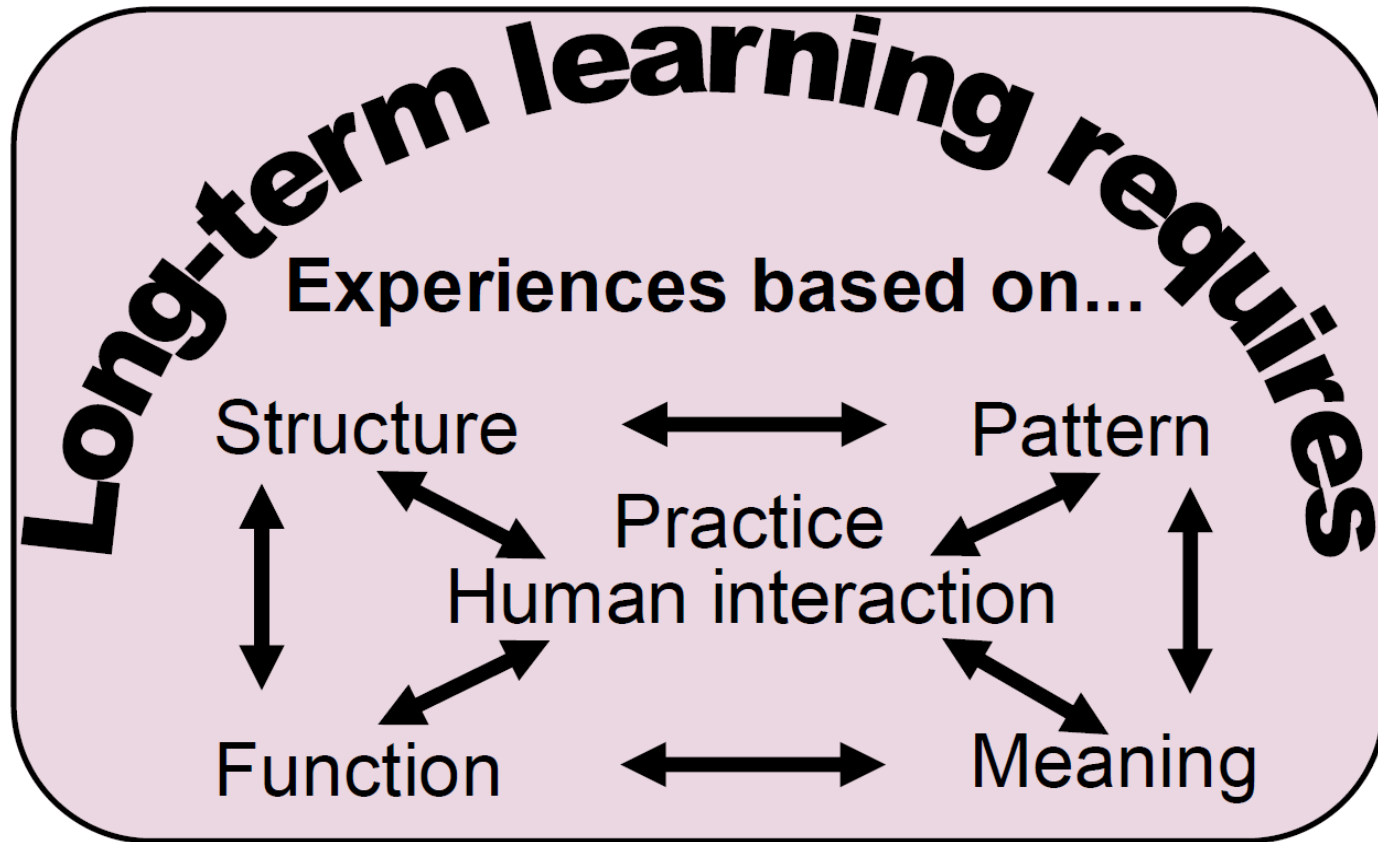 Long-term learning requires
Experiences based on...
Structure Pattern
Practice
Human interaction
Function Meaning